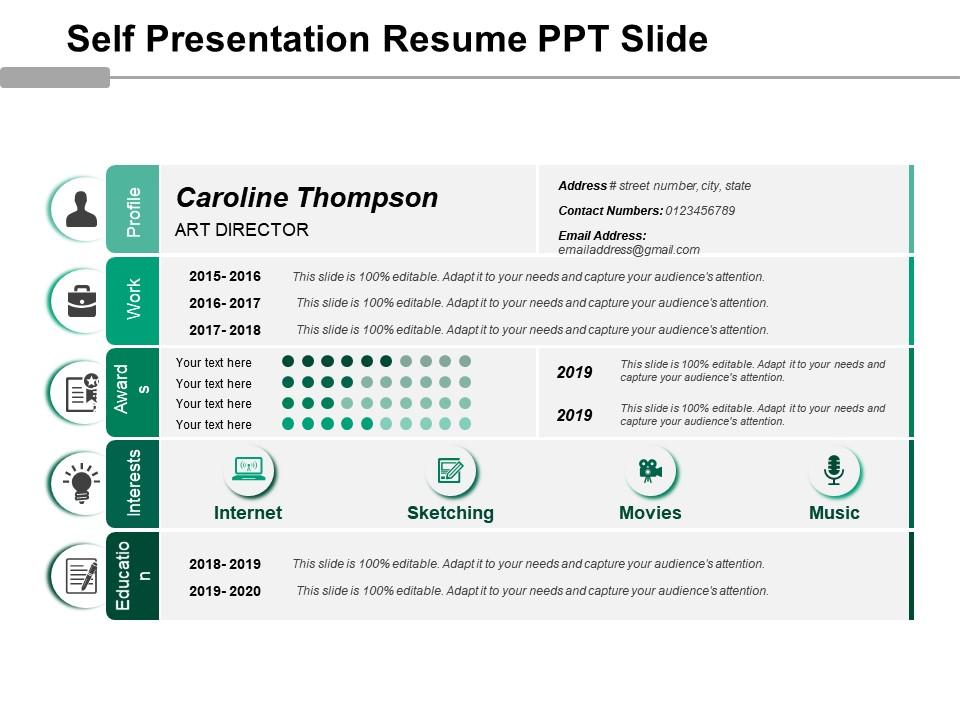 Self Presentation Resume PPT Slide
Profile
Caroline Thompson
ART DIRECTOR
Address # street number, city, state
Contact Numbers: 0123456789
Email Address:
emailaddress@gmail.com
Work
2015- 2016 This slide is 100% editable. Adapt it to your needs and capture your audience's attention.
2016- 2017 This slide is 100% editable. Adapt it to your needs and capture your audience's attention.
2017- 2018 This slide is 100% editable. Adapt it to your needs and capture your audience's attention.
Award
s
Your text here
Your text here
Your text here
Your text here
2019
This slide is 100% editable. Adapt it to your needs and
capture your audience's attention.
2019
This slide is 100% editable. Adapt it to your needs and
capture your audience's attention.
Interests
Internet
Sketching
Movies
Music
Educatio
n
2018- 2019 This slide is 100% editable. Adapt it to your needs and capture your audience's attention.
2019- 2020 This slide is 100% editable. Adapt it to your needs and capture your audience's attention.